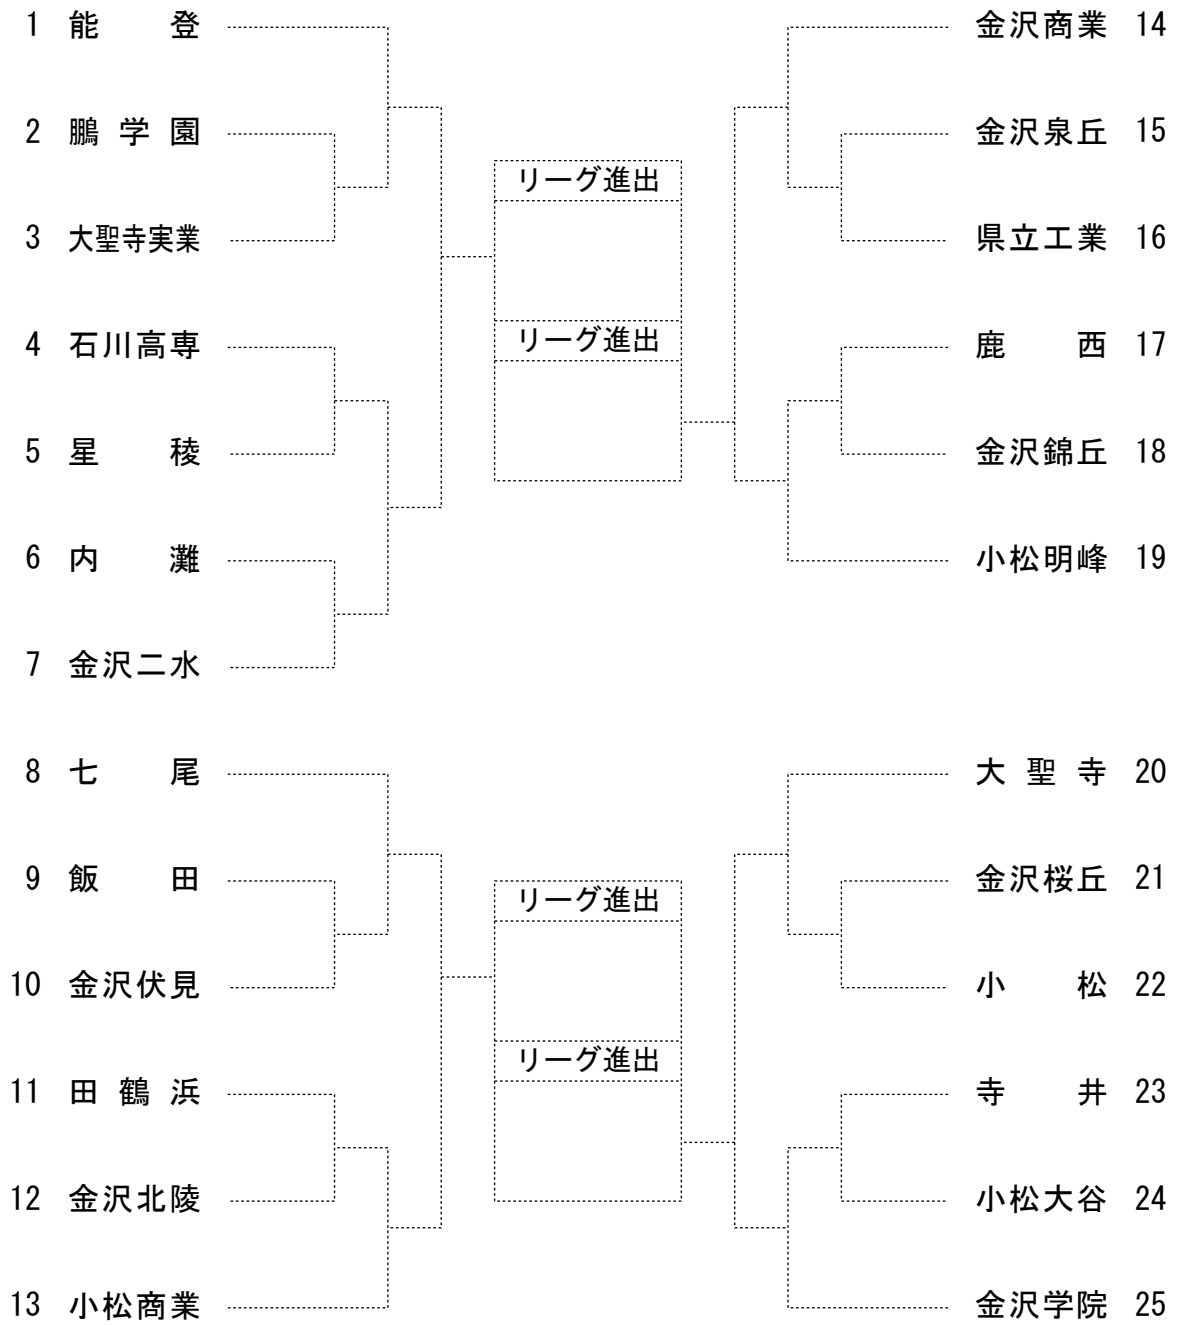 1 能登
2 鵬学園
3 大聖寺実業
4 石川高専
5 星稜
6 内灘
7 金沢二水
8 七尾
9 飯田
10 金沢伏見
11 田鶴浜
12 金沢北陵
13 小松商業
リーグ進出
リーグ進出
リーグ進出
リーグ進出
金沢商業 14
金沢泉丘 15
県立工業 16
鹿西 17
金沢錦丘 18
小松明峰 19
大聖寺 20
金沢桜丘 21
小松 22
寺井 23
小松大谷 24
金沢学院 25